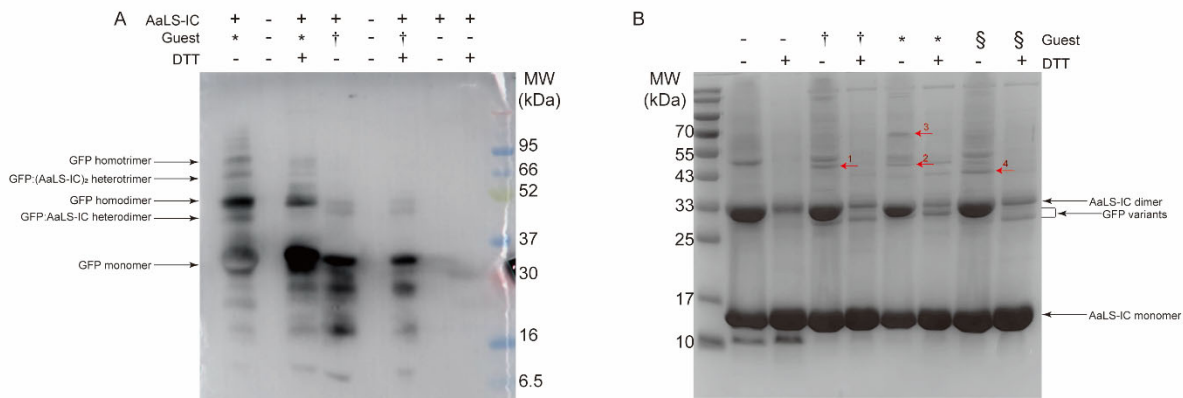 A
AaLS-IC + - + + - + + +
Guest * - * † - † - -
DTT - - + - - + - +
MW
(kDa)
95
66
52
37
30
16
6.5
GFP homotrimer
GFP:(AaLS-IC)₂ heterotrimer
GFP homodimer
GFP:AaLS-IC heterodimer
GFP monomer
B
- - † † * * § § Guest
- + - + - + - + DTT
MW
(kDa)
70
55
43
33
25
17
10
1
2
3
4
AaLS-IC dimer
GFP variants
AaLS-IC monomer